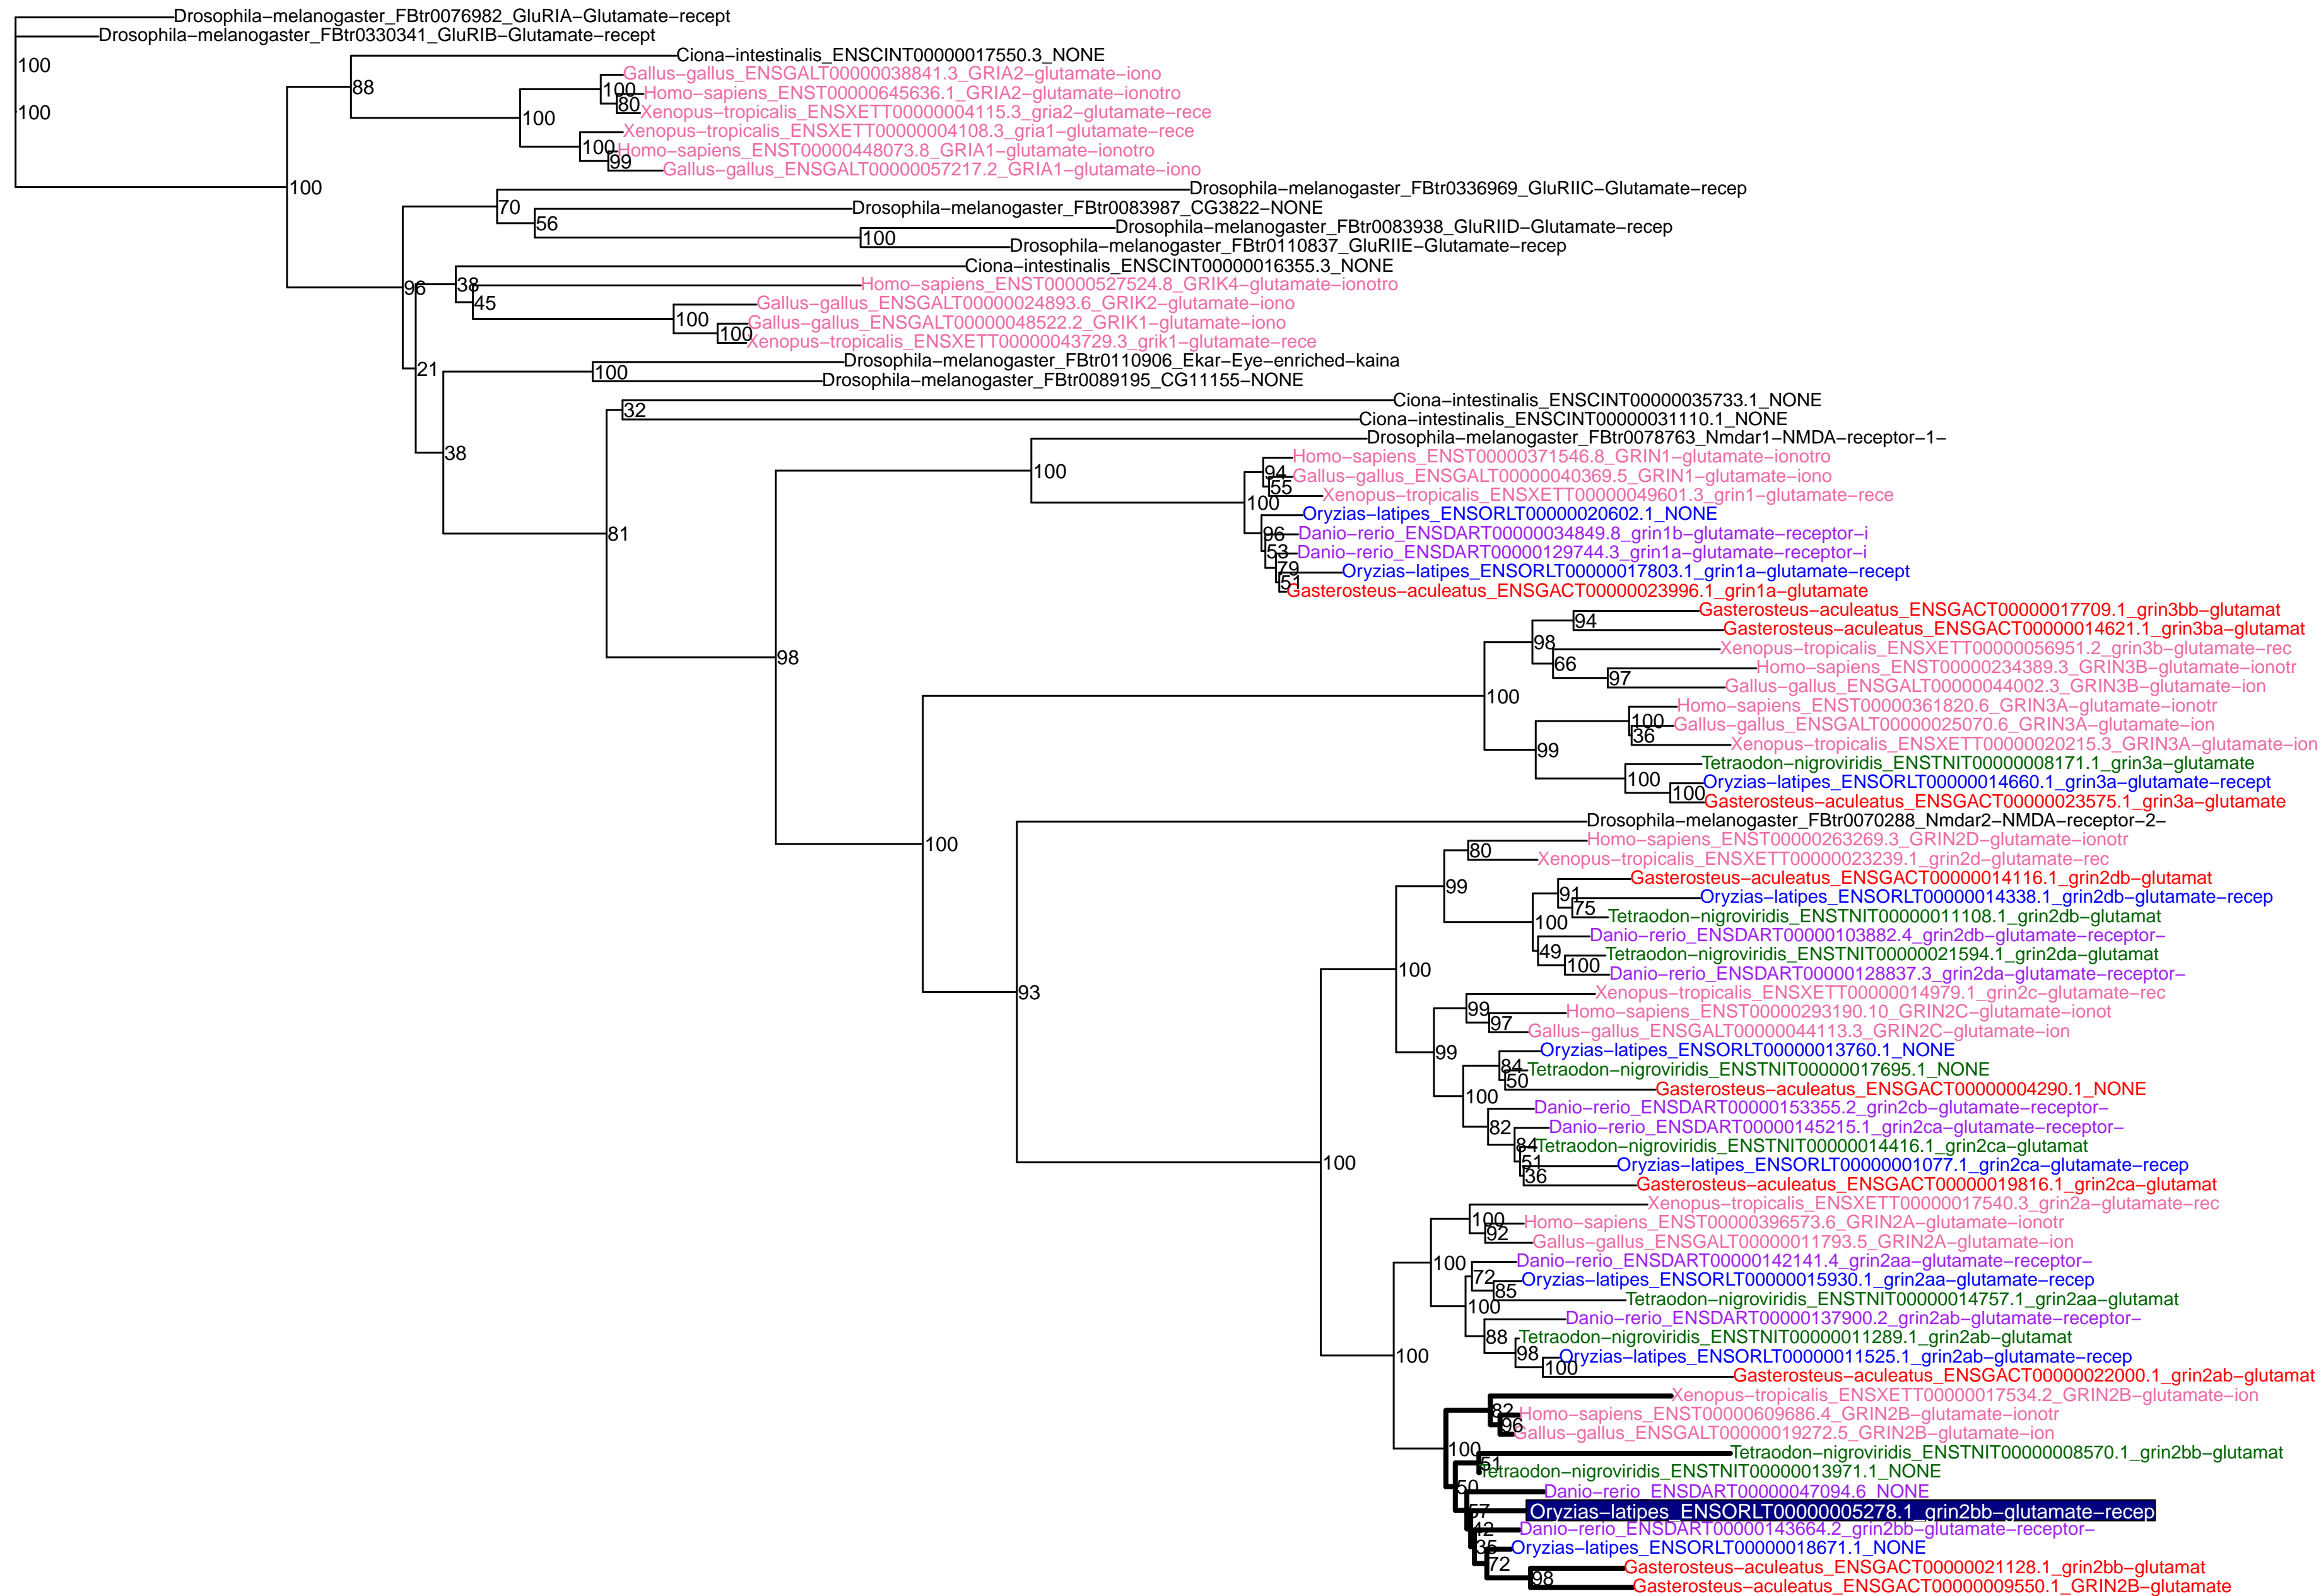 Drosophila−melanogaster_FBtr0076982_GluRIA−Glutamate−recept
Drosophila−melanogaster_FBtr0330341_GluRIB−Glutamate−recept
100
Ciona−intestinalis_ENSCINT00000017550.3_NONE
Gallus−gallus_ENSGALT00000038841.3_GRIA2−glutamate−iono
88
100
Homo−sapiens_ENST00000645636.1_GRIA2−glutamate−ionotro
80
100
Xenopus−tropicalis_ENSXETT00000004115.3_gria2−glutamate−rece
100
Xenopus−tropicalis_ENSXETT00000004108.3_gria1−glutamate−rece
100
Homo−sapiens_ENST00000448073.8_GRIA1−glutamate−ionotro
99
Gallus−gallus_ENSGALT00000057217.2_GRIA1−glutamate−iono
100
Drosophila−melanogaster_FBtr0336969_GluRIIC−Glutamate−recep
70
Drosophila−melanogaster_FBtr0083987_CG3822−NONE
56
Drosophila−melanogaster_FBtr0083938_GluRIID−Glutamate−recep
100
Drosophila−melanogaster_FBtr0110837_GluRIIE−Glutamate−recep
Ciona−intestinalis_ENSCINT00000016355.3_NONE
96
38
Homo−sapiens_ENST00000527524.8_GRIK4−glutamate−ionotro
45
Gallus−gallus_ENSGALT00000024893.6_GRIK2−glutamate−iono
100
Gallus−gallus_ENSGALT00000048522.2_GRIK1−glutamate−iono
100
Xenopus−tropicalis_ENSXETT00000043729.3_grik1−glutamate−rece
Drosophila−melanogaster_FBtr0110906_Ekar−Eye−enriched−kaina
21
100
Drosophila−melanogaster_FBtr0089195_CG11155−NONE
Ciona−intestinalis_ENSCINT00000035733.1_NONE
32
Ciona−intestinalis_ENSCINT00000031110.1_NONE
Drosophila−melanogaster_FBtr0078763_Nmdar1−NMDA−receptor−1−
38
Homo−sapiens_ENST00000371546.8_GRIN1−glutamate−ionotro
100
94
Gallus−gallus_ENSGALT00000040369.5_GRIN1−glutamate−iono
55
Xenopus−tropicalis_ENSXETT00000049601.3_grin1−glutamate−rece
100
Oryzias−latipes_ENSORLT00000020602.1_NONE
81
96
Danio−rerio_ENSDART00000034849.8_grin1b−glutamate−receptor−i
53
Danio−rerio_ENSDART00000129744.3_grin1a−glutamate−receptor−i
79
Oryzias−latipes_ENSORLT00000017803.1_grin1a−glutamate−recept
51
Gasterosteus−aculeatus_ENSGACT00000023996.1_grin1a−glutamate
Gasterosteus−aculeatus_ENSGACT00000017709.1_grin3bb−glutamat
94
Gasterosteus−aculeatus_ENSGACT00000014621.1_grin3ba−glutamat
98
Xenopus−tropicalis_ENSXETT00000056951.2_grin3b−glutamate−rec
98
66
Homo−sapiens_ENST00000234389.3_GRIN3B−glutamate−ionotr
97
Gallus−gallus_ENSGALT00000044002.3_GRIN3B−glutamate−ion
100
Homo−sapiens_ENST00000361820.6_GRIN3A−glutamate−ionotr
100
Gallus−gallus_ENSGALT00000025070.6_GRIN3A−glutamate−ion
36
Xenopus−tropicalis_ENSXETT00000020215.3_GRIN3A−glutamate−ion
99
Tetraodon−nigroviridis_ENSTNIT00000008171.1_grin3a−glutamate
100
Oryzias−latipes_ENSORLT00000014660.1_grin3a−glutamate−recept
100
Gasterosteus−aculeatus_ENSGACT00000023575.1_grin3a−glutamate
Drosophila−melanogaster_FBtr0070288_Nmdar2−NMDA−receptor−2−
100
Homo−sapiens_ENST00000263269.3_GRIN2D−glutamate−ionotr
80
Xenopus−tropicalis_ENSXETT00000023239.1_grin2d−glutamate−rec
99
Gasterosteus−aculeatus_ENSGACT00000014116.1_grin2db−glutamat
91
Oryzias−latipes_ENSORLT00000014338.1_grin2db−glutamate−recep
75
Tetraodon−nigroviridis_ENSTNIT00000011108.1_grin2db−glutamat
100
Danio−rerio_ENSDART00000103882.4_grin2db−glutamate−receptor−
49
Tetraodon−nigroviridis_ENSTNIT00000021594.1_grin2da−glutamat
100
100
Danio−rerio_ENSDART00000128837.3_grin2da−glutamate−receptor−
93
Xenopus−tropicalis_ENSXETT00000014979.1_grin2c−glutamate−rec
99
Homo−sapiens_ENST00000293190.10_GRIN2C−glutamate−ionot
97
Gallus−gallus_ENSGALT00000044113.3_GRIN2C−glutamate−ion
99
Oryzias−latipes_ENSORLT00000013760.1_NONE
84
Tetraodon−nigroviridis_ENSTNIT00000017695.1_NONE
50
Gasterosteus−aculeatus_ENSGACT00000004290.1_NONE
100
Danio−rerio_ENSDART00000153355.2_grin2cb−glutamate−receptor−
82
Danio−rerio_ENSDART00000145215.1_grin2ca−glutamate−receptor−
84
Tetraodon−nigroviridis_ENSTNIT00000014416.1_grin2ca−glutamat
100
51
Oryzias−latipes_ENSORLT00000001077.1_grin2ca−glutamate−recep
36
Gasterosteus−aculeatus_ENSGACT00000019816.1_grin2ca−glutamat
Xenopus−tropicalis_ENSXETT00000017540.3_grin2a−glutamate−rec
100
Homo−sapiens_ENST00000396573.6_GRIN2A−glutamate−ionotr
92
Gallus−gallus_ENSGALT00000011793.5_GRIN2A−glutamate−ion
100
Danio−rerio_ENSDART00000142141.4_grin2aa−glutamate−receptor−
72
Oryzias−latipes_ENSORLT00000015930.1_grin2aa−glutamate−recep
85
Tetraodon−nigroviridis_ENSTNIT00000014757.1_grin2aa−glutamat
100
Danio−rerio_ENSDART00000137900.2_grin2ab−glutamate−receptor−
88
Tetraodon−nigroviridis_ENSTNIT00000011289.1_grin2ab−glutamat
100
98
Oryzias−latipes_ENSORLT00000011525.1_grin2ab−glutamate−recep
100
Gasterosteus−aculeatus_ENSGACT00000022000.1_grin2ab−glutamat
Xenopus−tropicalis_ENSXETT00000017534.2_GRIN2B−glutamate−ion
82
Homo−sapiens_ENST00000609686.4_GRIN2B−glutamate−ionotr
96
Gallus−gallus_ENSGALT00000019272.5_GRIN2B−glutamate−ion
100
Tetraodon−nigroviridis_ENSTNIT00000008570.1_grin2bb−glutamat
51
Tetraodon−nigroviridis_ENSTNIT00000013971.1_NONE
50
Danio−rerio_ENSDART00000047094.6_NONE
57
Oryzias−latipes_ENSORLT00000005278.1_grin2bb−glutamate−recep
42
Danio−rerio_ENSDART00000143664.2_grin2bb−glutamate−receptor−
35
Oryzias−latipes_ENSORLT00000018671.1_NONE
72
Gasterosteus−aculeatus_ENSGACT00000021128.1_grin2bb−glutamat
98
Gasterosteus−aculeatus_ENSGACT00000009550.1_GRIN2B−glutamate